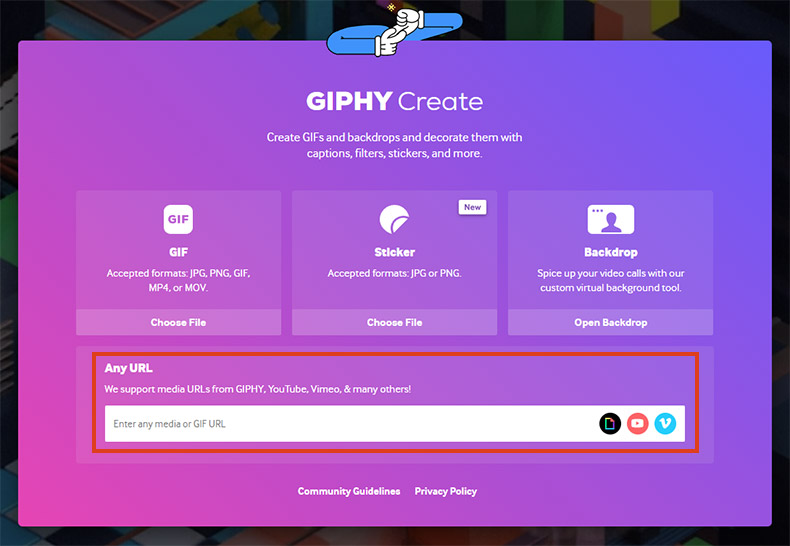 GIPHY Create
Create GIFs and backdrops and decorate them with
captions, filters, stickers, and more.
GIF
GIF
Accepted formats: JPG, PNG, GIF,
MP4, or MOV.
Choose File
New
Sticker
Accepted formats: JPG or PNG.
Choose File
Backdrop
Spice up your video calls with our
custom virtual background tool.
Open Backdrop
Any URL
We support media URLs from GIPHY, YouTube, Vimeo, & many others!
Enter any media or GIF URL
Community Guidelines
Privacy Policy